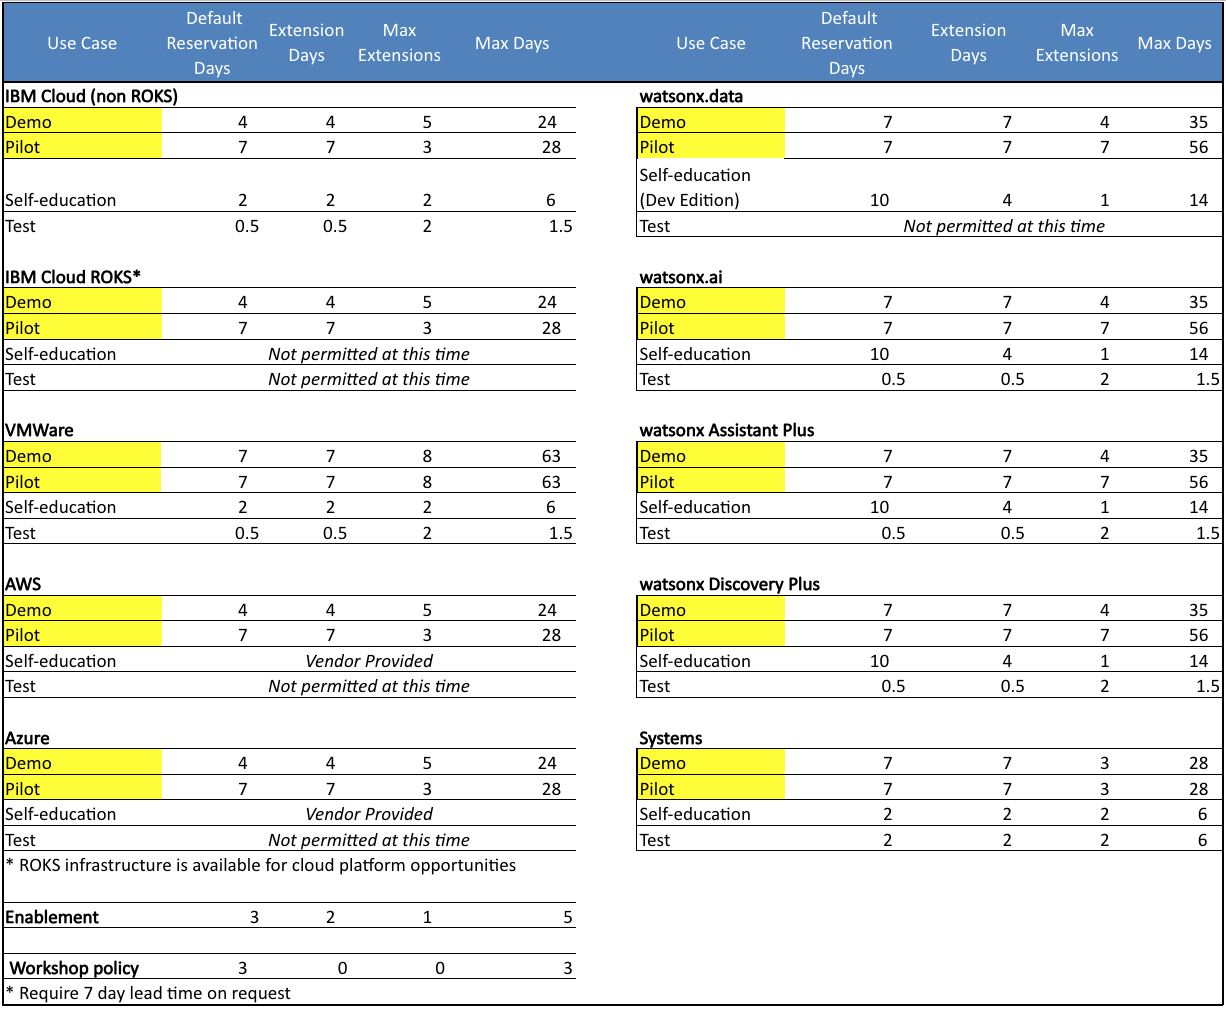 Use Case Default Reservation Days Extension Days Max Extensions Max Days
IBM Cloud (non ROKS)
Demo 4 4 5 24
Pilot 7 7 3 28
Self-education 2 2 2 6
Test 0.5 0.5 2 1.5
IBM Cloud ROKS*
Demo 4 4 5 24
Pilot 7 7 3 28
Self-education Not permitted at this time
Test Not permitted at this time
VMWare
Demo 7 7 8 63
Pilot 7 7 8 63
Self-education 2 2 2 6
Test 0.5 0.5 2 1.5
AWS
Demo 4 4 5 24
Pilot 7 7 3 28
Self-education Vendor Provided
Test Not permitted at this time
Azure
Demo 4 4 5 24
Pilot 7 7 3 28
Self-education Vendor Provided
Test Not permitted at this time
* ROKS infrastructure is available for cloud platform opportunities
Enablement 3 2 1 5
Workshop policy 3 0 0 3
* Require 7 day lead time on request
Use Case Default Reservation Days Extension Days Max Extensions Max Days
watsonx.data
Demo 7 7 4 35
Pilot 7 7 7 56
Self-education
(Dev Edition) 10 4 1 14
Test Not permitted at this time
watsonx.ai
Demo 7 7 4 35
Pilot 7 7 7 56
Self-education 10 4 1 14
Test 0.5 0.5 2 1.5
watsonx Assistant Plus
Demo 7 7 4 35
Pilot 7 7 7 56
Self-education 10 4 1 14
Test 0.5 0.5 2 1.5
watsonx Discovery Plus
Demo 7 7 4 35
Pilot 7 7 7 56
Self-education 10 4 1 14
Test 0.5 0.5 2 1.5
Systems
Demo 7 7 3 28
Pilot 7 7 3 28
Self-education 2 2 2 6
Test 2 2 2 6